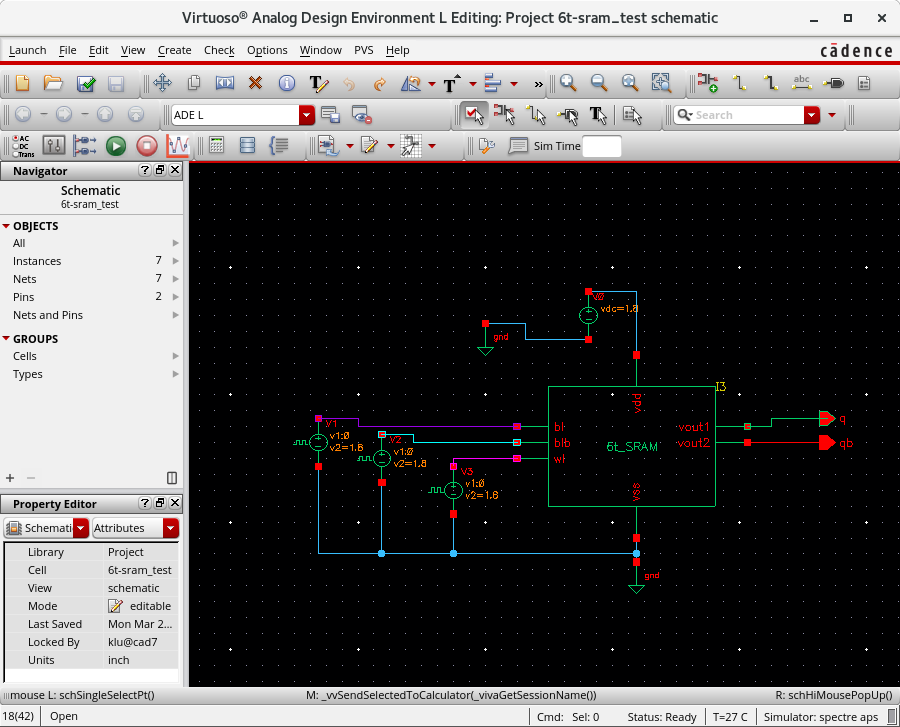 Virtuoso® Analog Design Environment L Editing: Project 6t-sram_test schematic
Launch File Edit View Create Check Options Window PVS Help
cādence
abc
ADE L
Search
AC
DC
Trans
Sim Time
Navigator
Schematic
6t-sram_test
OBJECTS
All
Instances 7
Nets 7
Pins 2
Nets and Pins
GROUPS
Cells
Types
Property Editor
Schemati Attributes
Library Project
Cell 6t-sram_test
View schematic
Mode editable
Last Saved Mon Mar 2...
Locked By klu@cad7
Units inch
V0
vdc=1.8
gnd
I3
vdd
V1
v1:0
v2=1.8
V2
v1:0
v2=1.8
V3
v1:0
v2=1.8
bl
blb
wl
6t_SRAM
vout1
vout2
q
qb
vss
gnd
mouse L: schSingleSelectPt() M: _vvSendSelectedToCalculator(_vivaGetSessionName()) R: schHiMousePopUp()
18(42) Open Cmd: Sel: 0 Status: Ready T=27 C Simulator: spectre aps